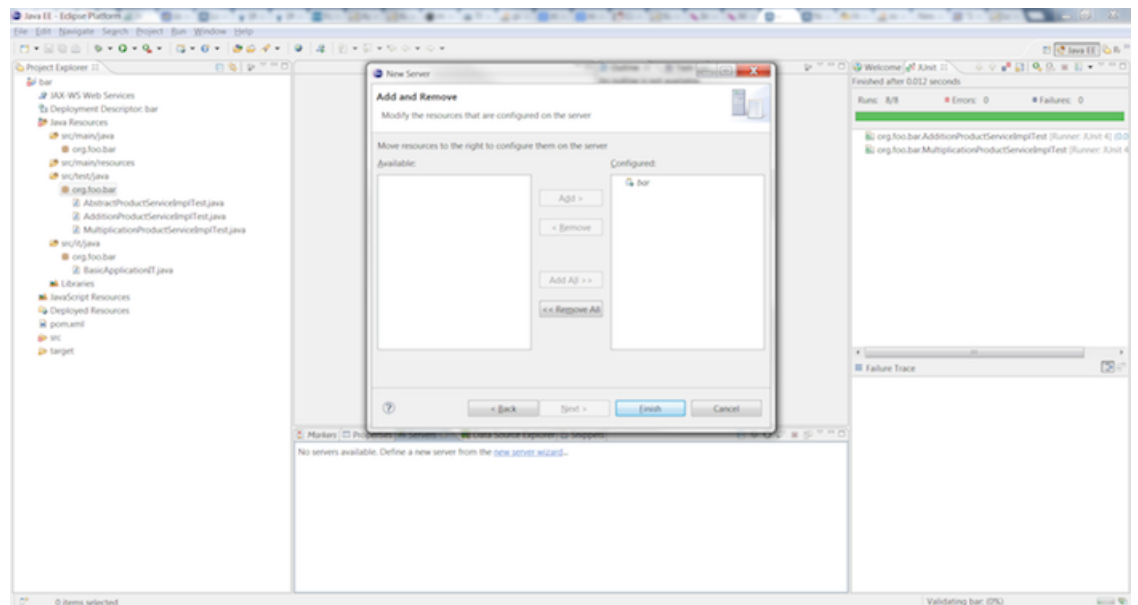 Java EE - Eclipse Platform
File Edit Navigate Search Project Run Window Help
Java EE
Project Explorer
bar
JAX-WS Web Services
Deployment Descriptor: bar
Java Resources
src/main/java
org.foo.bar
src/main/resources
src/test/java
org.foo.bar
AbstractProductServiceImplTest.java
AdditionProductServiceImplTest.java
MultiplicationProductServiceImplTest.java
src/it/java
org.foo.bar
BasicApplicationIT.java
Libraries
JavaScript Resources
Deployed Resources
pom.xml
src
target
New Server
Add and Remove
Modify the resources that are configured on the server
Move resources to the right to configure them on the server
Available:
Configured:
bar
Add >
< Remove
Add All >>
<< Remove All
< Back
Next >
Finish
Cancel
Markers
Servers
Data Source Explorer
Snippets
No servers available. Define a new server from the new server wizard...
Welcome
JUnit
Finished after 0.012 seconds
Runs: 8/8
Errors: 0
Failures: 0
org.foo.bar.AdditionProductServiceImplTest [Runner: JUnit 4]
org.foo.bar.MultiplicationProductServiceImplTest [Runner: JUnit 4
Failure Trace
0 items selected
Validating bar: (0%)